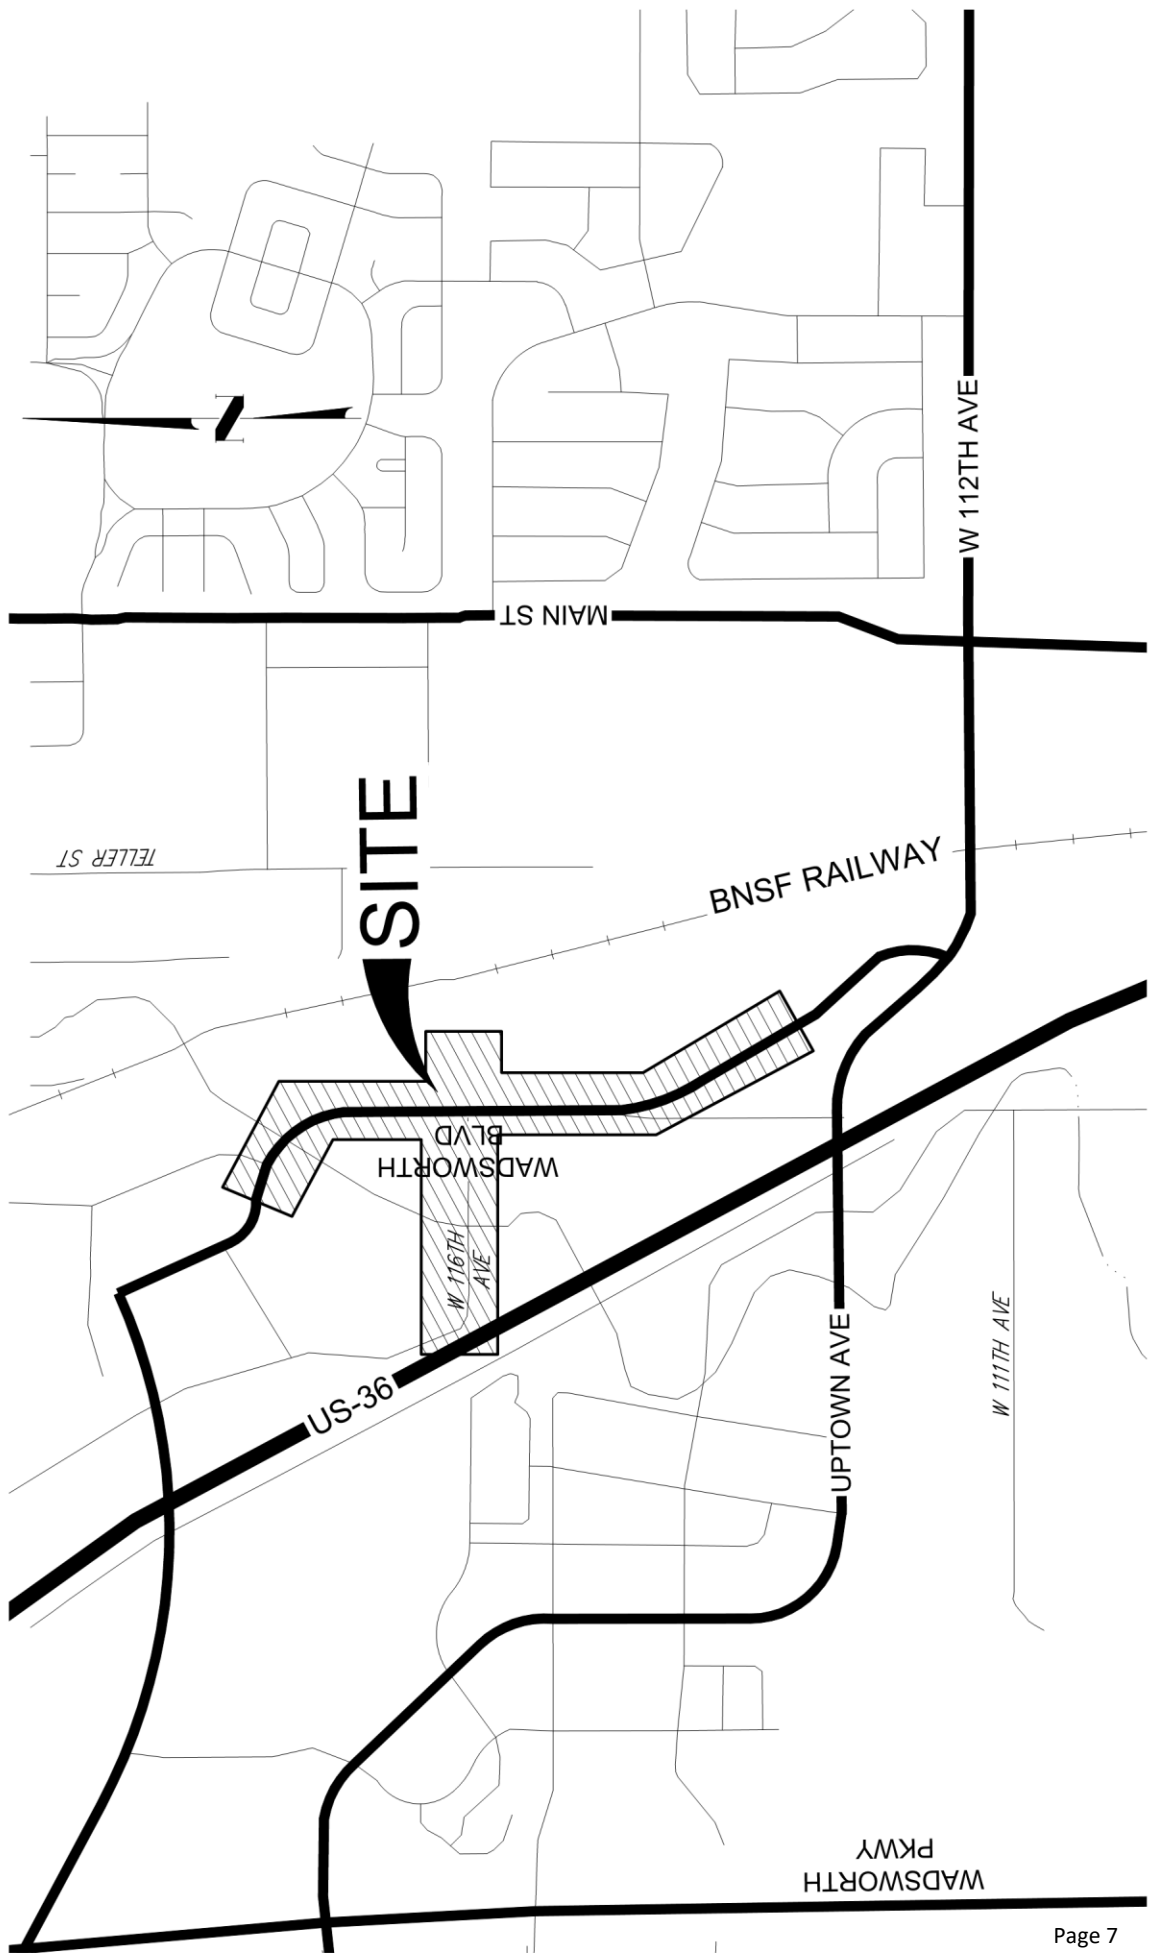 N
W 112TH AVE
MAIN ST
SITE
TELLER ST
BNSF RAILWAY
WADSWORTH
BLVD
W 116TH
AVE
US-36
UPTOWN AVE
W 111TH AVE
WADSWORTH
PKWY
Page 7